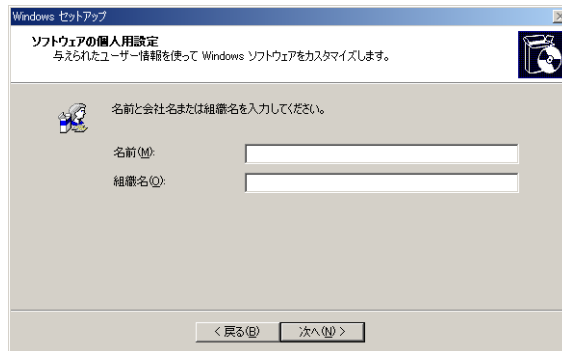 Windows セットアップ
ソフトウェアの個人用設定
与えられたユーザー情報を使って Windows ソフトウェアをカスタマイズします。
名前と会社名または組織名を入力してください。
名前(M):
組織名(O):
< 戻る(B)
次へ(N) >